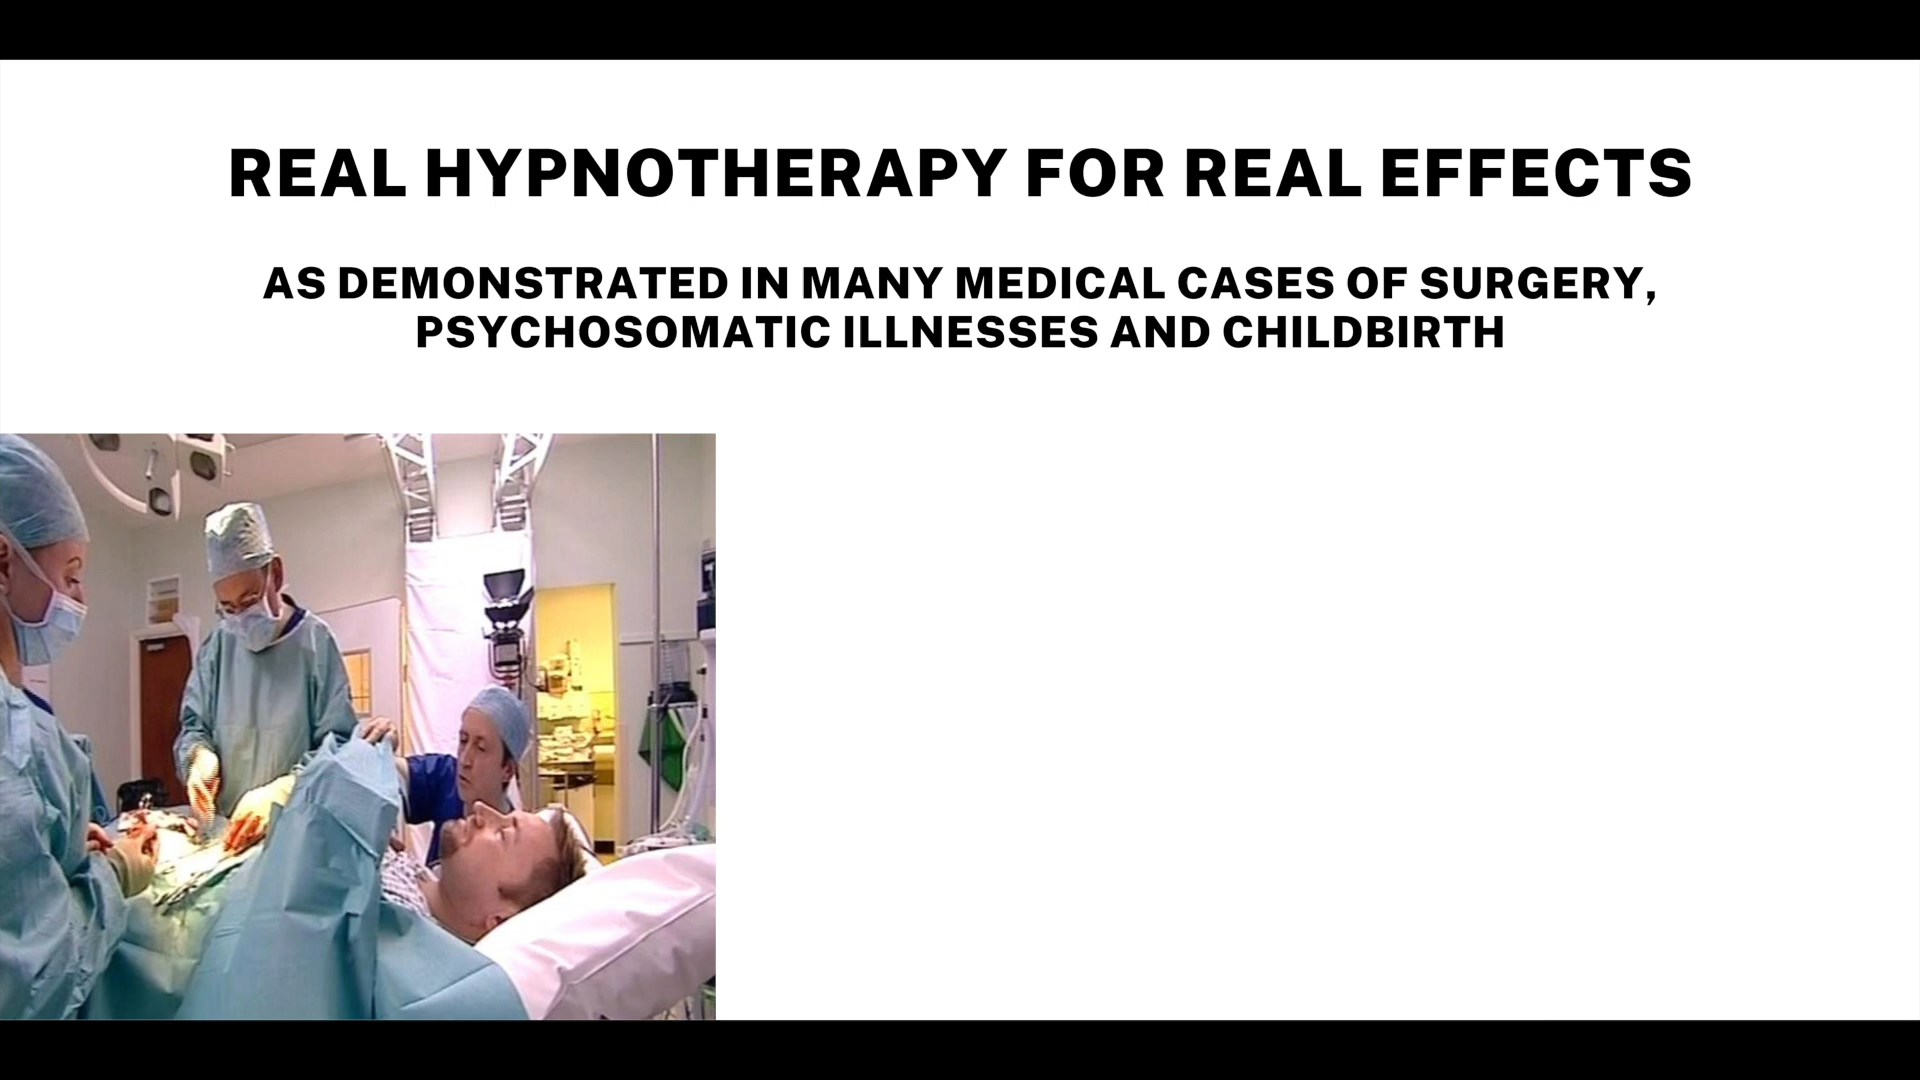 REAL HYPNOTHERAPY FOR REAL EFFECTS
AS DEMONSTRATED IN MANY MEDICAL CASES OF SURGERY,
PSYCHOSOMATIC ILLNESSES AND CHILDBIRTH